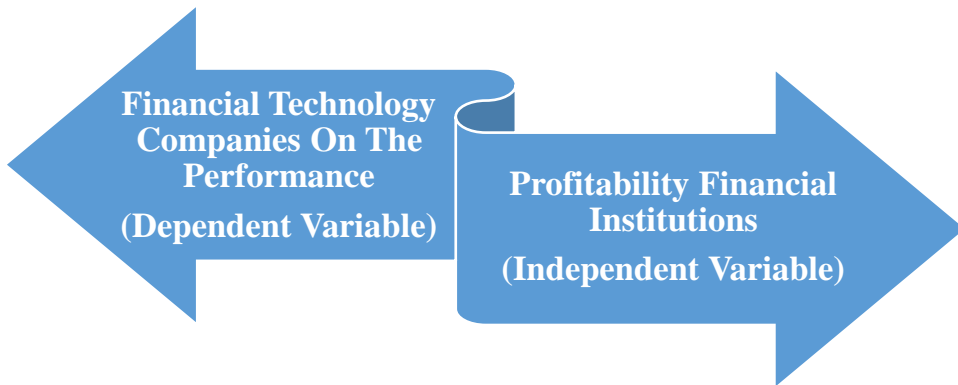 Financial Technology
Companies On The
Performance
(Dependent Variable)
Profitability Financial
Institutions
(Independent Variable)